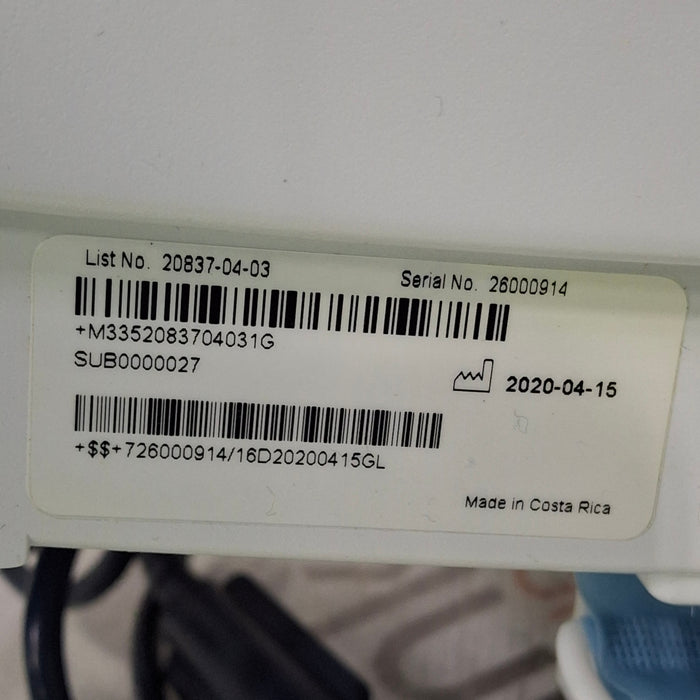 List No. 20837-04-03
Serial No. 26000914
+M3352083704031G
SUB0000027
2020-04-15
+$$+726000914/16D20200415GL
Made in Costa Rica